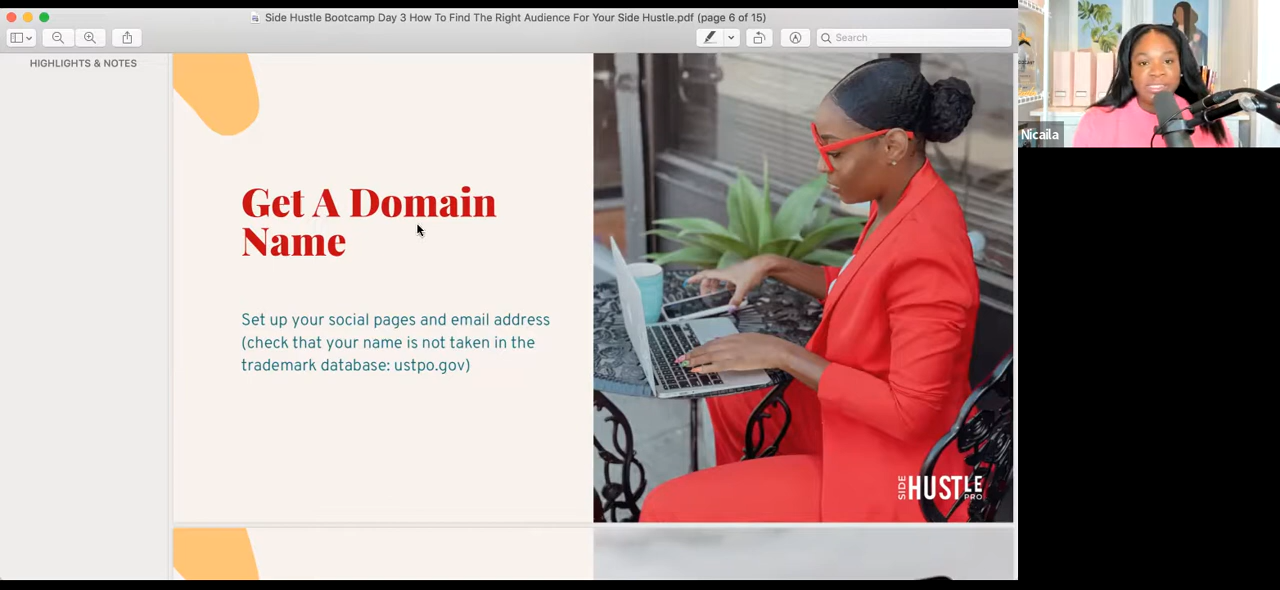 Side Hustle Bootcamp Day 3 How To Find The Right Audience For Your Side Hustle.pdf (page 6 of 15)
Search
HIGHLIGHTS & NOTES
Get A Domain
Name
Set up your social pages and email address
(check that your name is not taken in the
trademark database: ustpo.gov)
SIDE
HUSTLE
PRO
Nicaila